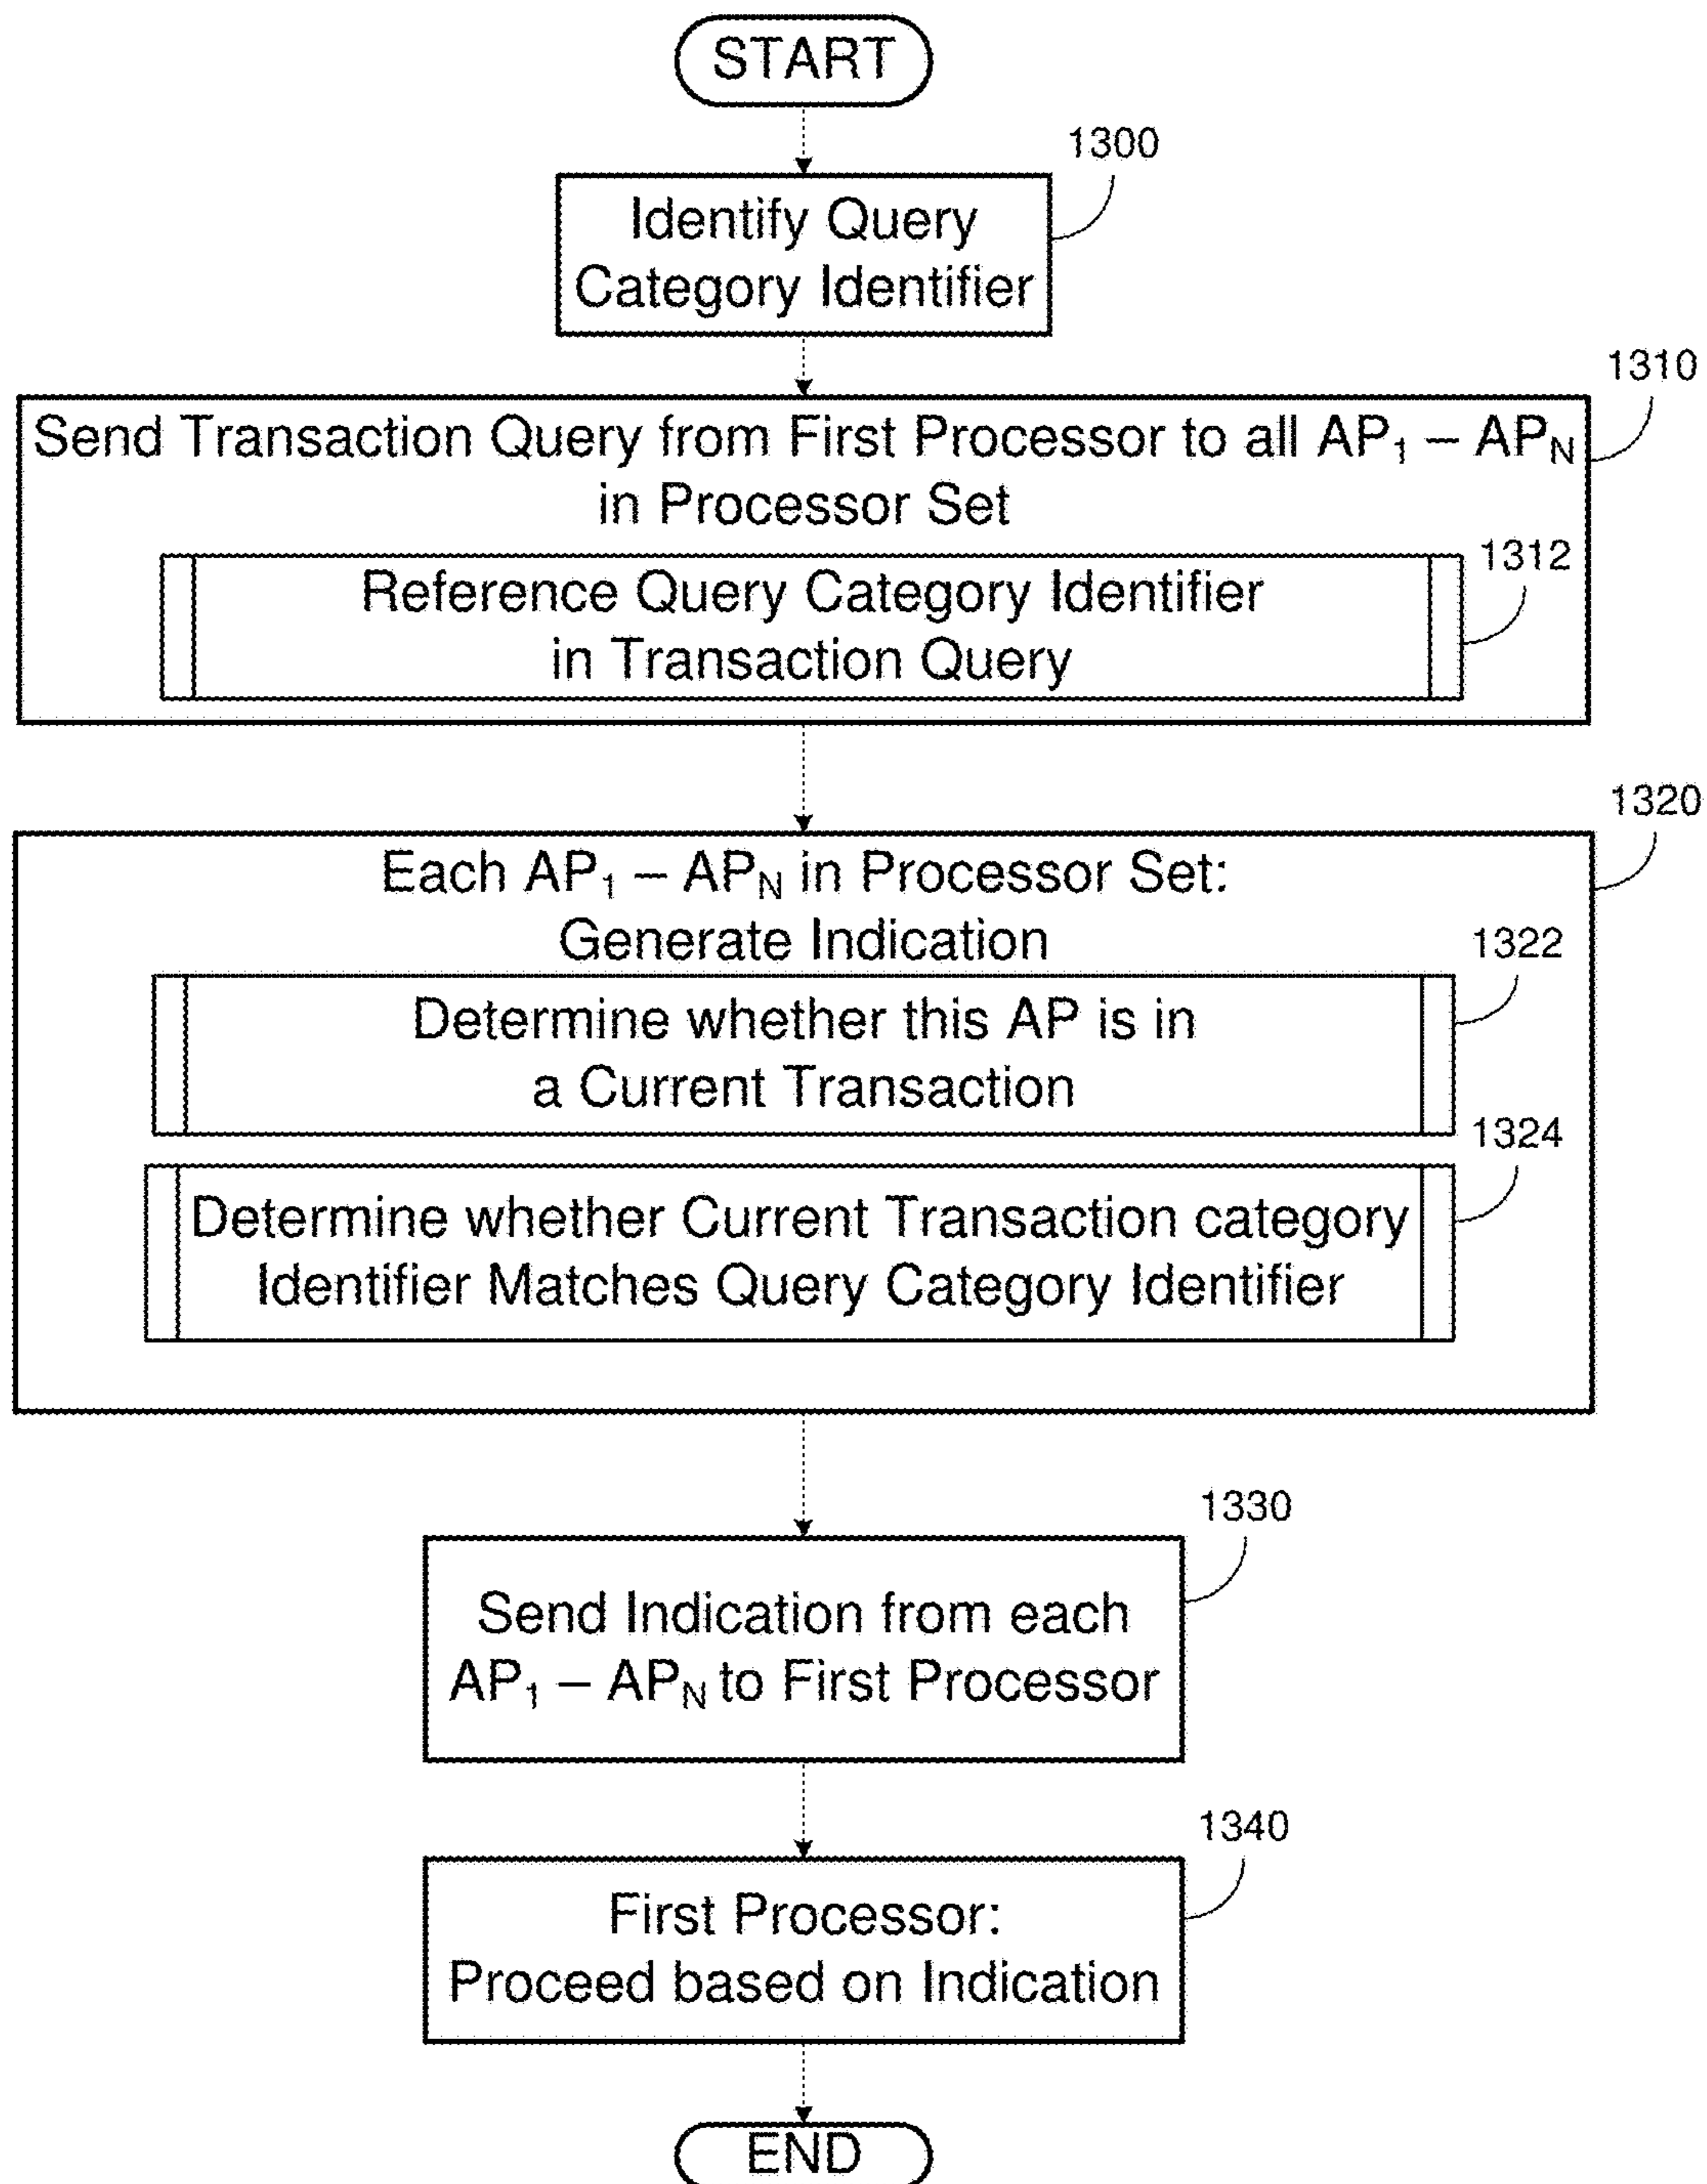 START
1300
Identify Query
Category Identifier
1310
Send Transaction Query from First Processor to all AP₁ – APN
in Processor Set
1312
Reference Query Category Identifier
in Transaction Query
1320
Each AP₁ – APN in Processor Set:
Generate Indication
1322
Determine whether this AP is in
a Current Transaction
1324
Determine whether Current Transaction category
Identifier Matches Query Category Identifier
1330
Send Indication from each
AP₁ – APN to First Processor
1340
First Processor:
Proceed based on Indication
END